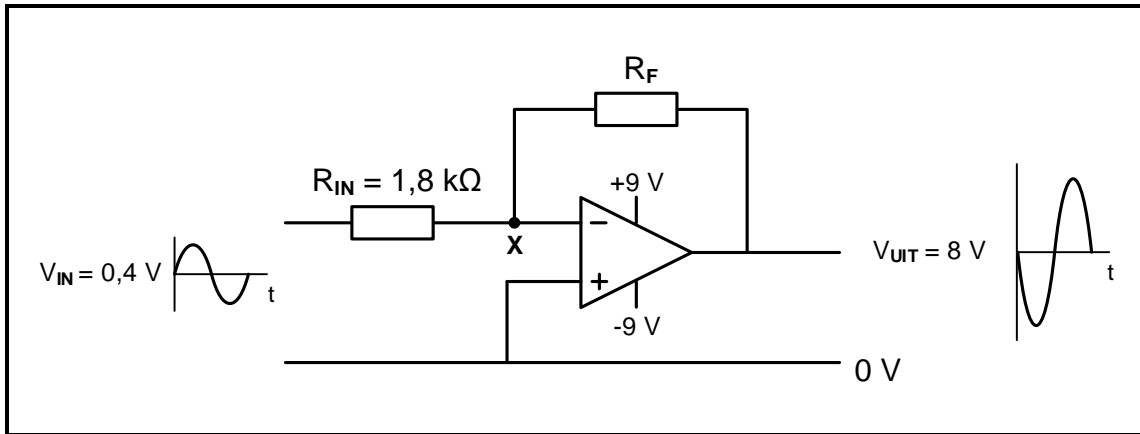 R_F
R_IN = 1,8 kΩ
+9 V
−
X
V_IN = 0,4 V
t
+
V_UIT = 8 V
t
-9 V
0 V